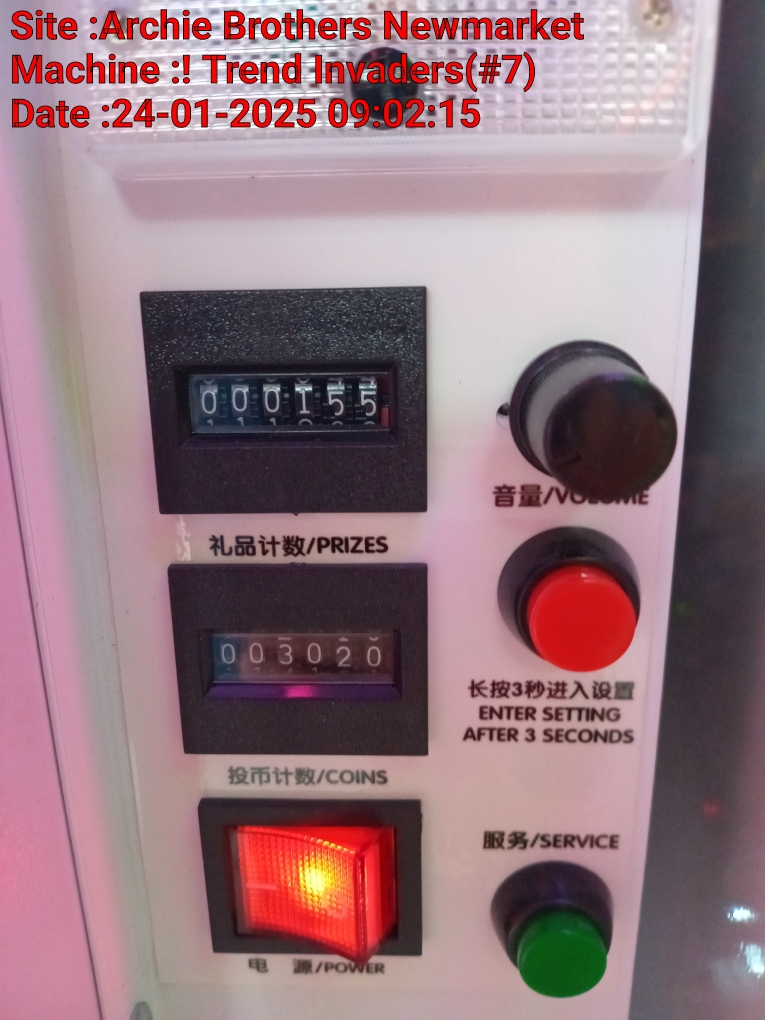 Site :Archie Brothers Newmarket
Machine :! Trend Invaders(#7)
Date :24-01-2025 09:02:15
000155
音量/VOLUME
礼品计数/PRIZES
003020
长按3秒进入设置
ENTER SETTING
AFTER 3 SECONDS
投币计数/COINS
服务/SERVICE
电 源/POWER